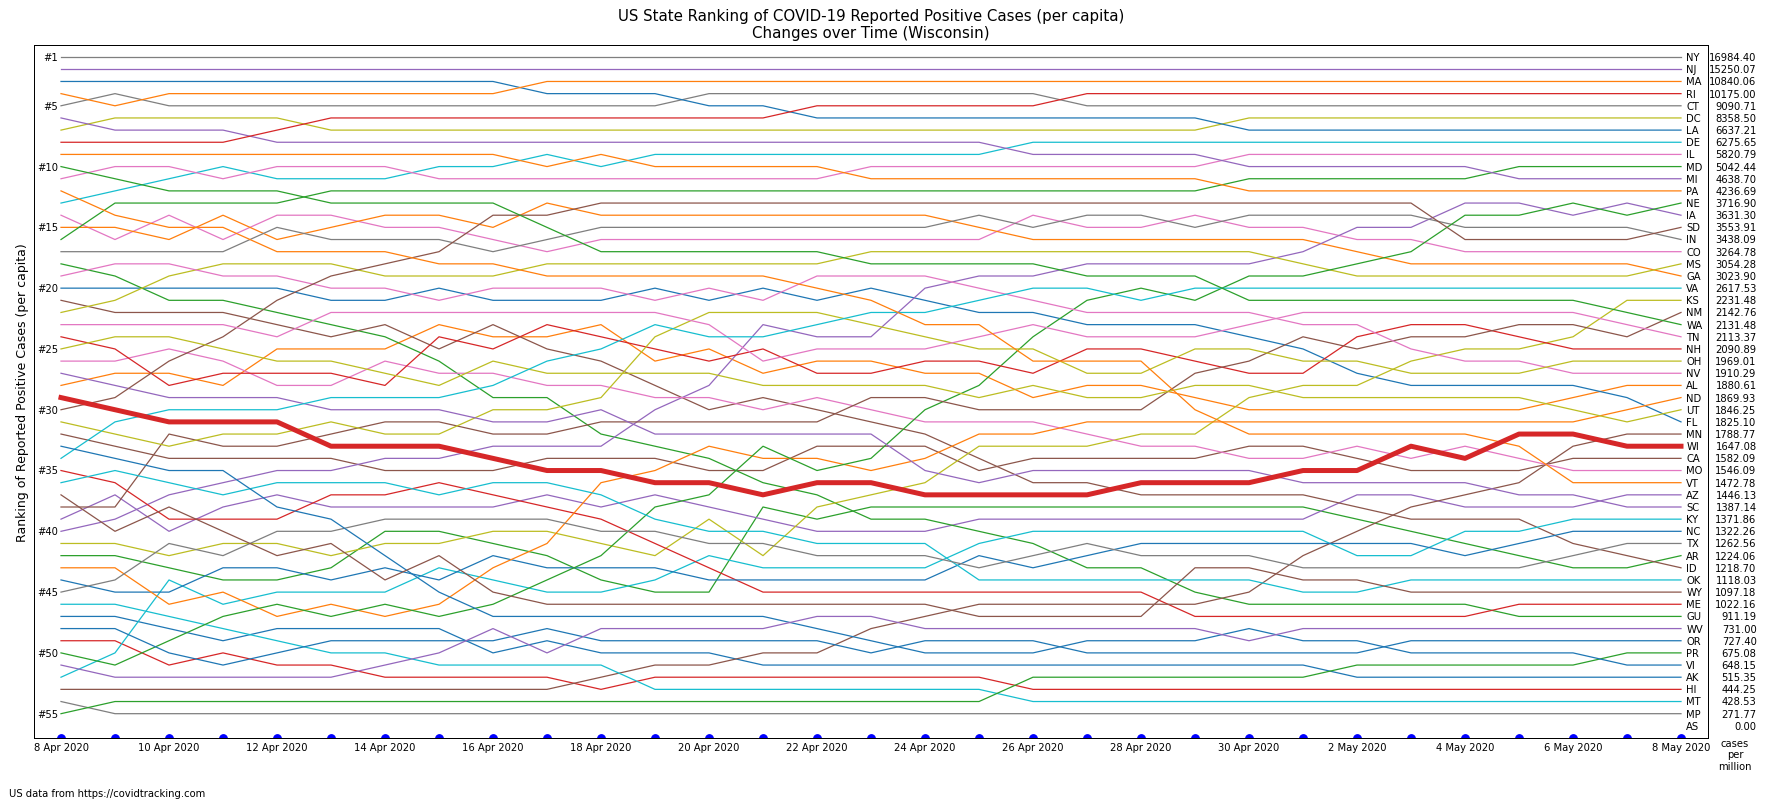 US State Ranking of COVID-19 Reported Positive Cases (per capita)
Changes over Time (Wisconsin)
Ranking of Reported Positive Cases (per capita)
#1
#5
#10
#15
#20
#25
#30
#35
#40
#45
#50
#55
NY 16984.40
NJ 15250.07
MA 10840.06
RI 10175.00
CT 9090.71
DC 8358.50
LA 6637.21
DE 6275.65
IL 5820.79
MD 5042.44
MI 4638.70
PA 4236.69
NE 3716.90
IA 3631.30
SD 3553.91
IN 3438.09
CO 3264.78
MS 3054.28
GA 3023.90
VA 2617.53
KS 2231.48
NM 2142.76
WA 2131.48
TN 2113.37
NH 2090.89
OH 1969.01
NV 1910.29
AL 1880.61
ND 1869.93
UT 1846.25
FL 1825.10
MN 1788.77
WI 1647.08
CA 1582.09
MO 1546.09
VT 1472.78
AZ 1446.13
SC 1387.14
KY 1371.86
NC 1322.26
TX 1262.56
AR 1224.06
ID 1218.70
OK 1118.03
WY 1097.18
ME 1022.16
GU 911.19
WV 731.00
OR 727.40
PR 675.08
VI 648.15
AK 515.35
HI 444.25
MT 428.53
MP 271.77
AS 0.00
8 Apr 2020 10 Apr 2020 12 Apr 2020 14 Apr 2020 16 Apr 2020 18 Apr 2020 20 Apr 2020 22 Apr 2020 24 Apr 2020 26 Apr 2020 28 Apr 2020 30 Apr 2020 2 May 2020 4 May 2020 6 May 2020 8 May 2020
cases
per
million
US data from https://covidtracking.com